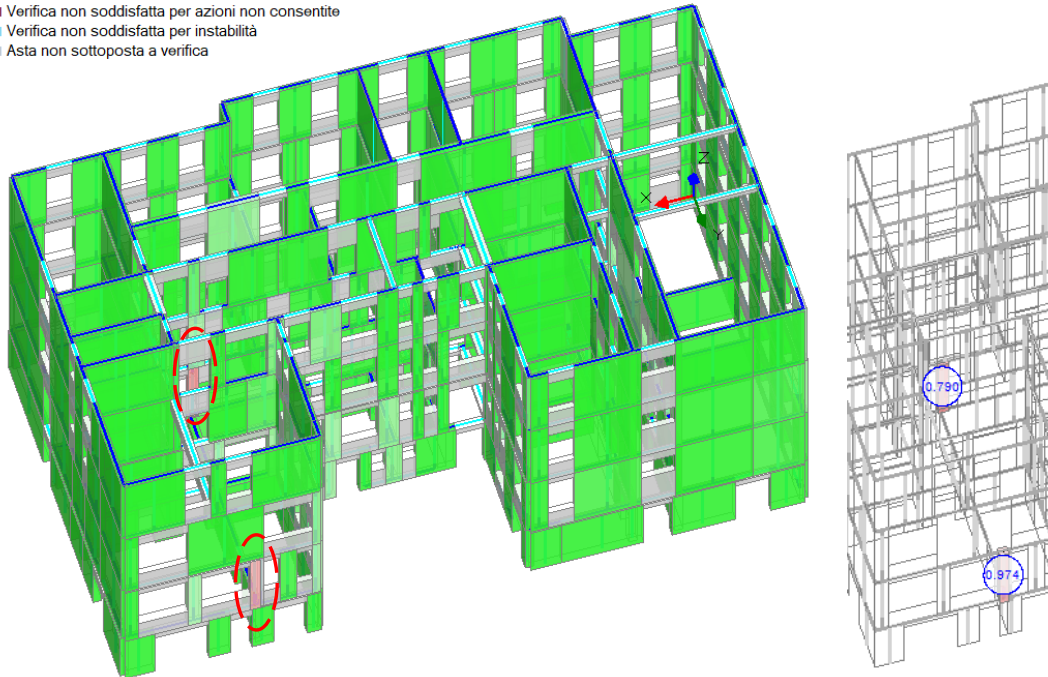 Verifica non soddisfatta per azioni non consentite
Verifica non soddisfatta per instabilità
Asta non sottoposta a verifica
Z
X
Y
0.790
0.974